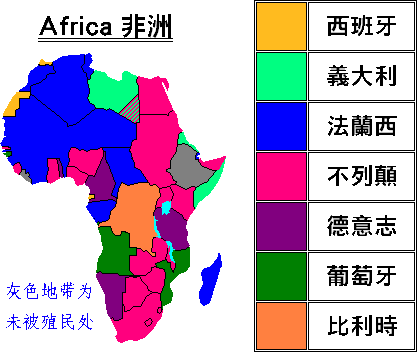 Africa 非洲
西班牙
義大利
法蘭西
不列顛
德意志
葡萄牙
比利時
灰色地带为
未被殖民处